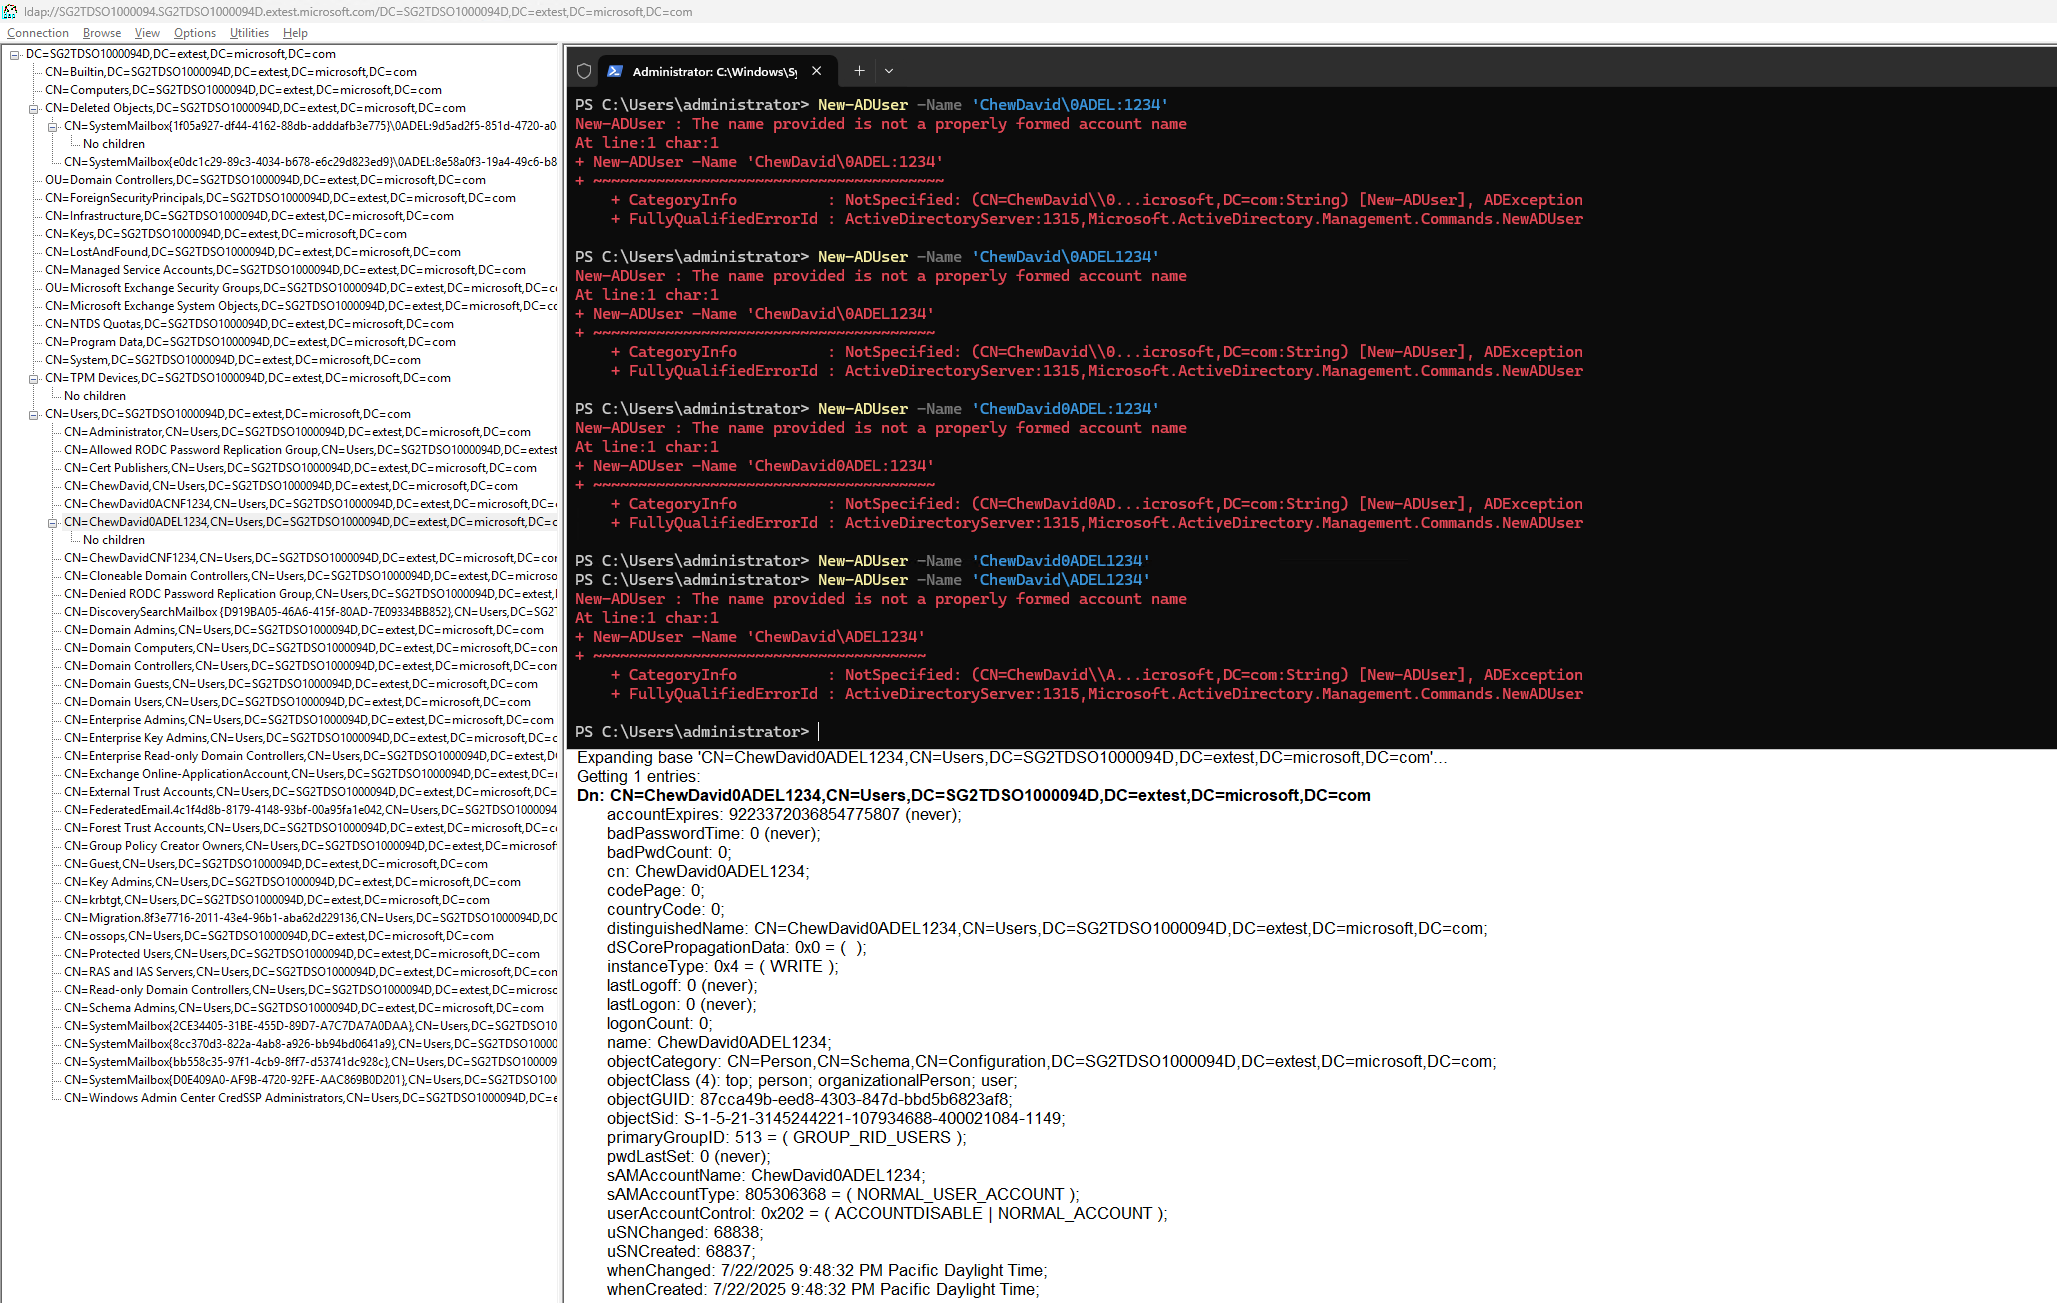 ldap://SG2TDSO1000094.SG2TDSO1000094D.extest.microsoft.com/DC=SG2TDSO1000094D,DC=extest,DC=microsoft,DC=com
Connection Browse View Options Utilities Help
DC=SG2TDSO1000094D,DC=extest,DC=microsoft,DC=com
CN=Builtin,DC=SG2TDSO1000094D,DC=extest,DC=microsoft,DC=com
CN=Computers,DC=SG2TDSO1000094D,DC=extest,DC=microsoft,DC=com
CN=Deleted Objects,DC=SG2TDSO1000094D,DC=extest,DC=microsoft,DC=com
CN=SystemMailbox{1f05a927-df44-4162-88db-adddafb3e775}\0ADEL:9d5ad2f5-851d-4720-a0
No children
CN=SystemMailbox{e0dc1c29-89c3-4034-b678-e6c29d823ed9}\0ADEL:8e58a0f3-19a4-49c6-b8
OU=Domain Controllers,DC=SG2TDSO1000094D,DC=extest,DC=microsoft,DC=com
CN=ForeignSecurityPrincipals,DC=SG2TDSO1000094D,DC=extest,DC=microsoft,DC=com
CN=Infrastructure,DC=SG2TDSO1000094D,DC=extest,DC=microsoft,DC=com
CN=Keys,DC=SG2TDSO1000094D,DC=extest,DC=microsoft,DC=com
CN=LostAndFound,DC=SG2TDSO1000094D,DC=extest,DC=microsoft,DC=com
CN=Managed Service Accounts,DC=SG2TDSO1000094D,DC=extest,DC=microsoft,DC=com
OU=Microsoft Exchange Security Groups,DC=SG2TDSO1000094D,DC=extest,DC=microsoft,DC=c
CN=Microsoft Exchange System Objects,DC=SG2TDSO1000094D,DC=extest,DC=microsoft,DC=cc
CN=NTDS Quotas,DC=SG2TDSO1000094D,DC=extest,DC=microsoft,DC=com
CN=Program Data,DC=SG2TDSO1000094D,DC=extest,DC=microsoft,DC=com
CN=System,DC=SG2TDSO1000094D,DC=extest,DC=microsoft,DC=com
CN=TPM Devices,DC=SG2TDSO1000094D,DC=extest,DC=microsoft,DC=com
No children
CN=Users,DC=SG2TDSO1000094D,DC=extest,DC=microsoft,DC=com
CN=Administrator,CN=Users,DC=SG2TDSO1000094D,DC=extest,DC=microsoft,DC=com
CN=Allowed RODC Password Replication Group,CN=Users,DC=SG2TDSO1000094D,DC=extest
CN=Cert Publishers,CN=Users,DC=SG2TDSO1000094D,DC=extest,DC=microsoft,DC=com
CN=ChewDavid,CN=Users,DC=SG2TDSO1000094D,DC=extest,DC=microsoft,DC=com
CN=ChewDavid0ACNF1234,CN=Users,DC=SG2TDSO1000094D,DC=extest,DC=microsoft,DC=
CN=ChewDavid0ADEL1234,CN=Users,DC=SG2TDSO1000094D,DC=extest,DC=microsoft,DC=c
No children
CN=ChewDavidCNF1234,CN=Users,DC=SG2TDSO1000094D,DC=extest,DC=microsoft,DC=cor
CN=Cloneable Domain Controllers,CN=Users,DC=SG2TDSO1000094D,DC=extest,DC=microso
CN=Denied RODC Password Replication Group,CN=Users,DC=SG2TDSO1000094D,DC=extest,
CN=DiscoverySearchMailbox {D919BA05-46A6-415f-80AD-7E09334BB852},CN=Users,DC=SG2T
CN=Domain Admins,CN=Users,DC=SG2TDSO1000094D,DC=extest,DC=microsoft,DC=com
CN=Domain Computers,CN=Users,DC=SG2TDSO1000094D,DC=extest,DC=microsoft,DC=con
CN=Domain Controllers,CN=Users,DC=SG2TDSO1000094D,DC=extest,DC=microsoft,DC=com
CN=Domain Guests,CN=Users,DC=SG2TDSO1000094D,DC=extest,DC=microsoft,DC=com
CN=Domain Users,CN=Users,DC=SG2TDSO1000094D,DC=extest,DC=microsoft,DC=com
CN=Enterprise Admins,CN=Users,DC=SG2TDSO1000094D,DC=extest,DC=microsoft,DC=com
CN=Enterprise Key Admins,CN=Users,DC=SG2TDSO1000094D,DC=extest,DC=microsoft,DC=c
CN=Enterprise Read-only Domain Controllers,CN=Users,DC=SG2TDSO1000094D,DC=extest,D
CN=Exchange Online-ApplicationAccount,CN=Users,DC=SG2TDSO1000094D,DC=extest,DC=
CN=External Trust Accounts,CN=Users,DC=SG2TDSO1000094D,DC=extest,DC=microsoft,DC=
CN=FederatedEmail.4c1f4d8b-8179-4148-93bf-00a95fa1e042,CN=Users,DC=SG2TDSO1000094
CN=Forest Trust Accounts,CN=Users,DC=SG2TDSO1000094D,DC=extest,DC=microsoft,DC=c
CN=Group Policy Creator Owners,CN=Users,DC=SG2TDSO1000094D,DC=extest,DC=microsof
CN=Guest,CN=Users,DC=SG2TDSO1000094D,DC=extest,DC=microsoft,DC=com
CN=Key Admins,CN=Users,DC=SG2TDSO1000094D,DC=extest,DC=microsoft,DC=com
CN=krbtgt,CN=Users,DC=SG2TDSO1000094D,DC=extest,DC=microsoft,DC=com
CN=Migration.8f3e7716-2011-43e4-96b1-aba62d229136,CN=Users,DC=SG2TDSO1000094D,DC
CN=ossops,CN=Users,DC=SG2TDSO1000094D,DC=extest,DC=microsoft,DC=com
CN=Protected Users,CN=Users,DC=SG2TDSO1000094D,DC=extest,DC=microsoft,DC=com
CN=RAS and IAS Servers,CN=Users,DC=SG2TDSO1000094D,DC=extest,DC=microsoft,DC=con
CN=Read-only Domain Controllers,CN=Users,DC=SG2TDSO1000094D,DC=extest,DC=microsc
CN=Schema Admins,CN=Users,DC=SG2TDSO1000094D,DC=extest,DC=microsoft,DC=com
CN=SystemMailbox{2CE34405-31BE-455D-89D7-A7C7DA7A0DAA},CN=Users,DC=SG2TDSO10
CN=SystemMailbox{8cc370d3-822a-4ab8-a926-bb94bd0641a9},CN=Users,DC=SG2TDSO10000
CN=SystemMailbox{bb558c35-97f1-4cb9-8ff7-d53741dc928c},CN=Users,DC=SG2TDSO100009
CN=SystemMailbox{D0E409A0-AF9B-4720-92FE-AAC869B0D201},CN=Users,DC=SG2TDSO100
CN=Windows Admin Center CredSSP Administrators,CN=Users,DC=SG2TDSO1000094D,DC=e
Administrator: C:\Windows\Sy
PS C:\Users\administrator> New-ADUser -Name 'ChewDavid\0ADEL:1234'
New-ADUser : The name provided is not a properly formed account name
At line:1 char:1
+ New-ADUser -Name 'ChewDavid\0ADEL:1234'
+ ~~~~~~~~~~~~~~~~~~~~~~~~~~~~~~~~~~~~~~~
+ CategoryInfo : NotSpecified: (CN=ChewDavid\\0...icrosoft,DC=com:String) [New-ADUser], ADException
+ FullyQualifiedErrorId : ActiveDirectoryServer:1315,Microsoft.ActiveDirectory.Management.Commands.NewADUser
PS C:\Users\administrator> New-ADUser -Name 'ChewDavid\0ADEL1234'
New-ADUser : The name provided is not a properly formed account name
At line:1 char:1
+ New-ADUser -Name 'ChewDavid\0ADEL1234'
+ ~~~~~~~~~~~~~~~~~~~~~~~~~~~~~~~~~~~~~~
+ CategoryInfo : NotSpecified: (CN=ChewDavid\\0...icrosoft,DC=com:String) [New-ADUser], ADException
+ FullyQualifiedErrorId : ActiveDirectoryServer:1315,Microsoft.ActiveDirectory.Management.Commands.NewADUser
PS C:\Users\administrator> New-ADUser -Name 'ChewDavid0ADEL:1234'
New-ADUser : The name provided is not a properly formed account name
At line:1 char:1
+ New-ADUser -Name 'ChewDavid0ADEL:1234'
+ ~~~~~~~~~~~~~~~~~~~~~~~~~~~~~~~~~~~~~~
+ CategoryInfo : NotSpecified: (CN=ChewDavid0AD...icrosoft,DC=com:String) [New-ADUser], ADException
+ FullyQualifiedErrorId : ActiveDirectoryServer:1315,Microsoft.ActiveDirectory.Management.Commands.NewADUser
PS C:\Users\administrator> New-ADUser -Name 'ChewDavid0ADEL1234'
PS C:\Users\administrator> New-ADUser -Name 'ChewDavid\ADEL1234'
New-ADUser : The name provided is not a properly formed account name
At line:1 char:1
+ New-ADUser -Name 'ChewDavid\ADEL1234'
+ ~~~~~~~~~~~~~~~~~~~~~~~~~~~~~~~~~~~~~
+ CategoryInfo : NotSpecified: (CN=ChewDavid\\A...icrosoft,DC=com:String) [New-ADUser], ADException
+ FullyQualifiedErrorId : ActiveDirectoryServer:1315,Microsoft.ActiveDirectory.Management.Commands.NewADUser
PS C:\Users\administrator>
Expanding base 'CN=ChewDavid0ADEL1234,CN=Users,DC=SG2TDSO1000094D,DC=extest,DC=microsoft,DC=com'...
Getting 1 entries:
Dn: CN=ChewDavid0ADEL1234,CN=Users,DC=SG2TDSO1000094D,DC=extest,DC=microsoft,DC=com
accountExpires: 9223372036854775807 (never);
badPasswordTime: 0 (never);
badPwdCount: 0;
cn: ChewDavid0ADEL1234;
codePage: 0;
countryCode: 0;
distinguishedName: CN=ChewDavid0ADEL1234,CN=Users,DC=SG2TDSO1000094D,DC=extest,DC=microsoft,DC=com;
dSCorePropagationData: 0x0 = ( );
instanceType: 0x4 = ( WRITE );
lastLogoff: 0 (never);
lastLogon: 0 (never);
logonCount: 0;
name: ChewDavid0ADEL1234;
objectCategory: CN=Person,CN=Schema,CN=Configuration,DC=SG2TDSO1000094D,DC=extest,DC=microsoft,DC=com;
objectClass (4): top; person; organizationalPerson; user;
objectGUID: 87cca49b-eed8-4303-847d-bbd5b6823af8;
objectSid: S-1-5-21-3145244221-107934688-400021084-1149;
primaryGroupID: 513 = ( GROUP_RID_USERS );
pwdLastSet: 0 (never);
sAMAccountName: ChewDavid0ADEL1234;
sAMAccountType: 805306368 = ( NORMAL_USER_ACCOUNT );
userAccountControl: 0x202 = ( ACCOUNTDISABLE | NORMAL_ACCOUNT );
uSNChanged: 68838;
uSNCreated: 68837;
whenChanged: 7/22/2025 9:48:32 PM Pacific Daylight Time;
whenCreated: 7/22/2025 9:48:32 PM Pacific Daylight Time;